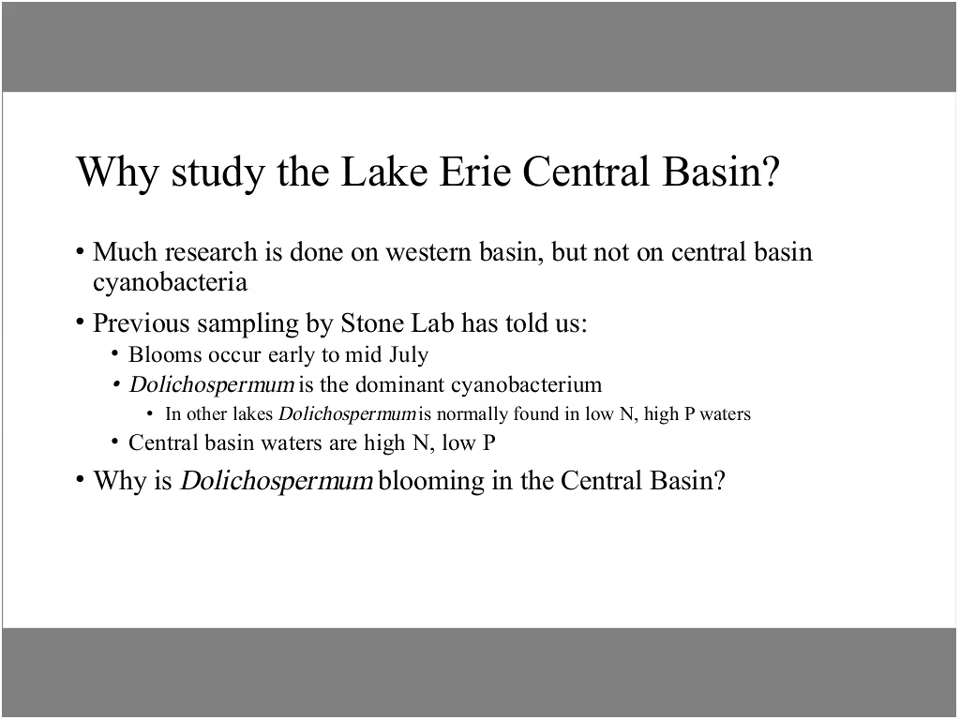 Why study the Lake Erie Central Basin?
• Much research is done on western basin, but not on central basin
cyanobacteria
• Previous sampling by Stone Lab has told us:
• Blooms occur early to mid July
• Dolichospermum is the dominant cyanobacterium
• In other lakes Dolichospermum is normally found in low N, high P waters
• Central basin waters are high N, low P
• Why is Dolichospermum blooming in the Central Basin?